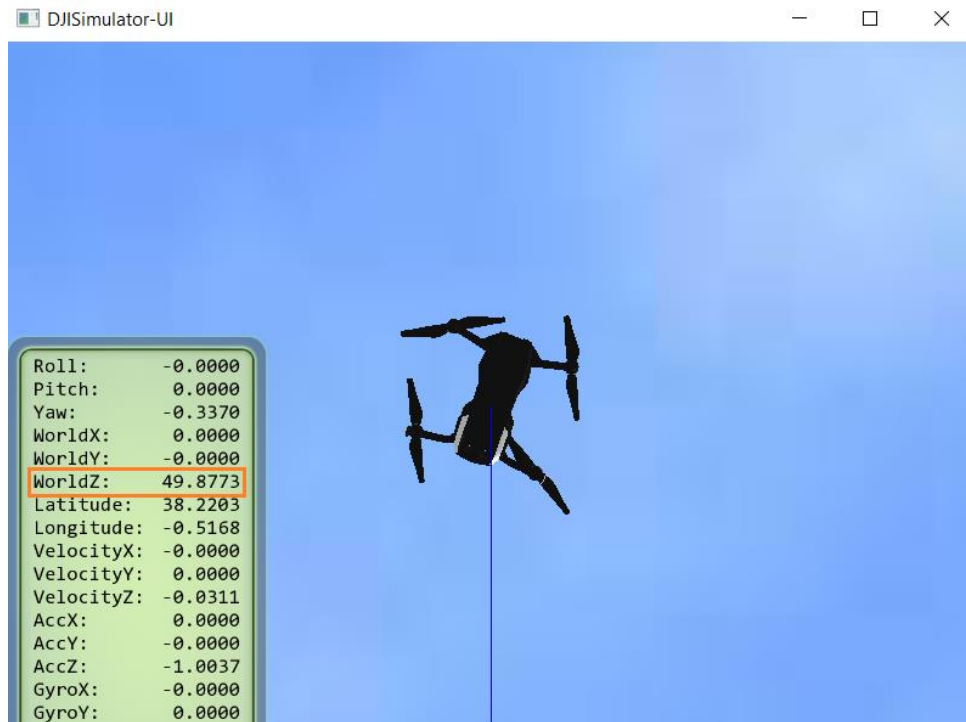 DJISimulator-UI
Roll: -0.0000
Pitch: 0.0000
Yaw: -0.3370
WorldX: 0.0000
WorldY: -0.0000
WorldZ: 49.8773
Latitude: 38.2203
Longitude: -0.5168
VelocityX: -0.0000
VelocityY: 0.0000
VelocityZ: -0.0311
AccX: 0.0000
AccY: -0.0000
AccZ: -1.0037
GyroX: -0.0000
GyroY: 0.0000